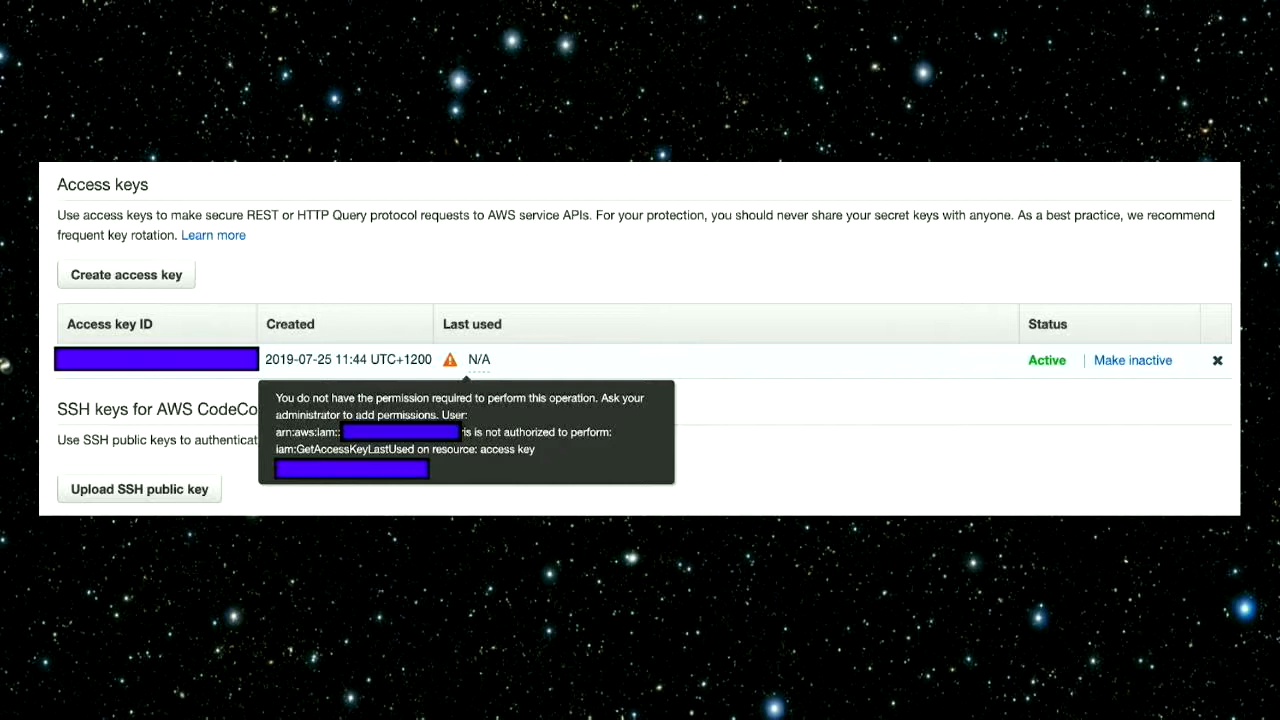 Access keys
Use access keys to make secure REST or HTTP Query protocol requests to AWS service APIs. For your protection, you should never share your secret keys with anyone. As a best practice, we recommend
frequent key rotation. Learn more
Create access key
Access key ID Created Last used Status
2019-07-25 11:44 UTC+1200 N/A Active | Make inactive
You do not have the permission required to perform this operation. Ask your
administrator to add permissions. User:
arn:aws:iam:: is is not authorized to perform:
iam:GetAccessKeyLastUsed on resource: access key
SSH keys for AWS CodeCo
Use SSH public keys to authenticat
Upload SSH public key